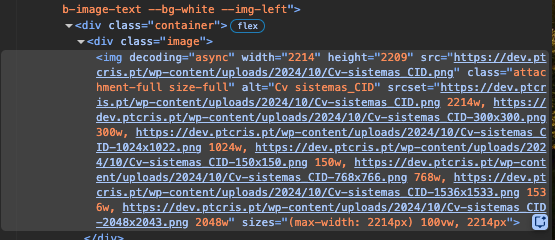 b-image-text --bg-white --img-left">
<div class="container"> flex
<div class="image">
<img decoding="async" width="2214" height="2209" src="https://dev.pt
cris.pt/wp-content/uploads/2024/10/Cv-sistemas_CID.png" class="attac
hment-full size-full" alt="Cv sistemas_CID" srcset="https://dev.ptcr
is.pt/wp-content/uploads/2024/10/Cv-sistemas_CID.png 2214w, https://
dev.ptcris.pt/wp-content/uploads/2024/10/Cv-sistemas_CID-300x300.png
300w, https://dev.ptcris.pt/wp-content/uploads/2024/10/Cv-sistemas_C
ID-1024x1022.png 1024w, https://dev.ptcris.pt/wp-content/uploads/202
4/10/Cv-sistemas_CID-150x150.png 150w, https://dev.ptcris.pt/wp-cont
ent/uploads/2024/10/Cv-sistemas_CID-768x766.png 768w, https://dev.pt
cris.pt/wp-content/uploads/2024/10/Cv-sistemas_CID-1536x1533.png 153
6w, https://dev.ptcris.pt/wp-content/uploads/2024/10/Cv-sistemas_CID
-2048x2043.png 2048w" sizes="(max-width: 2214px) 100vw, 2214px">
</div>